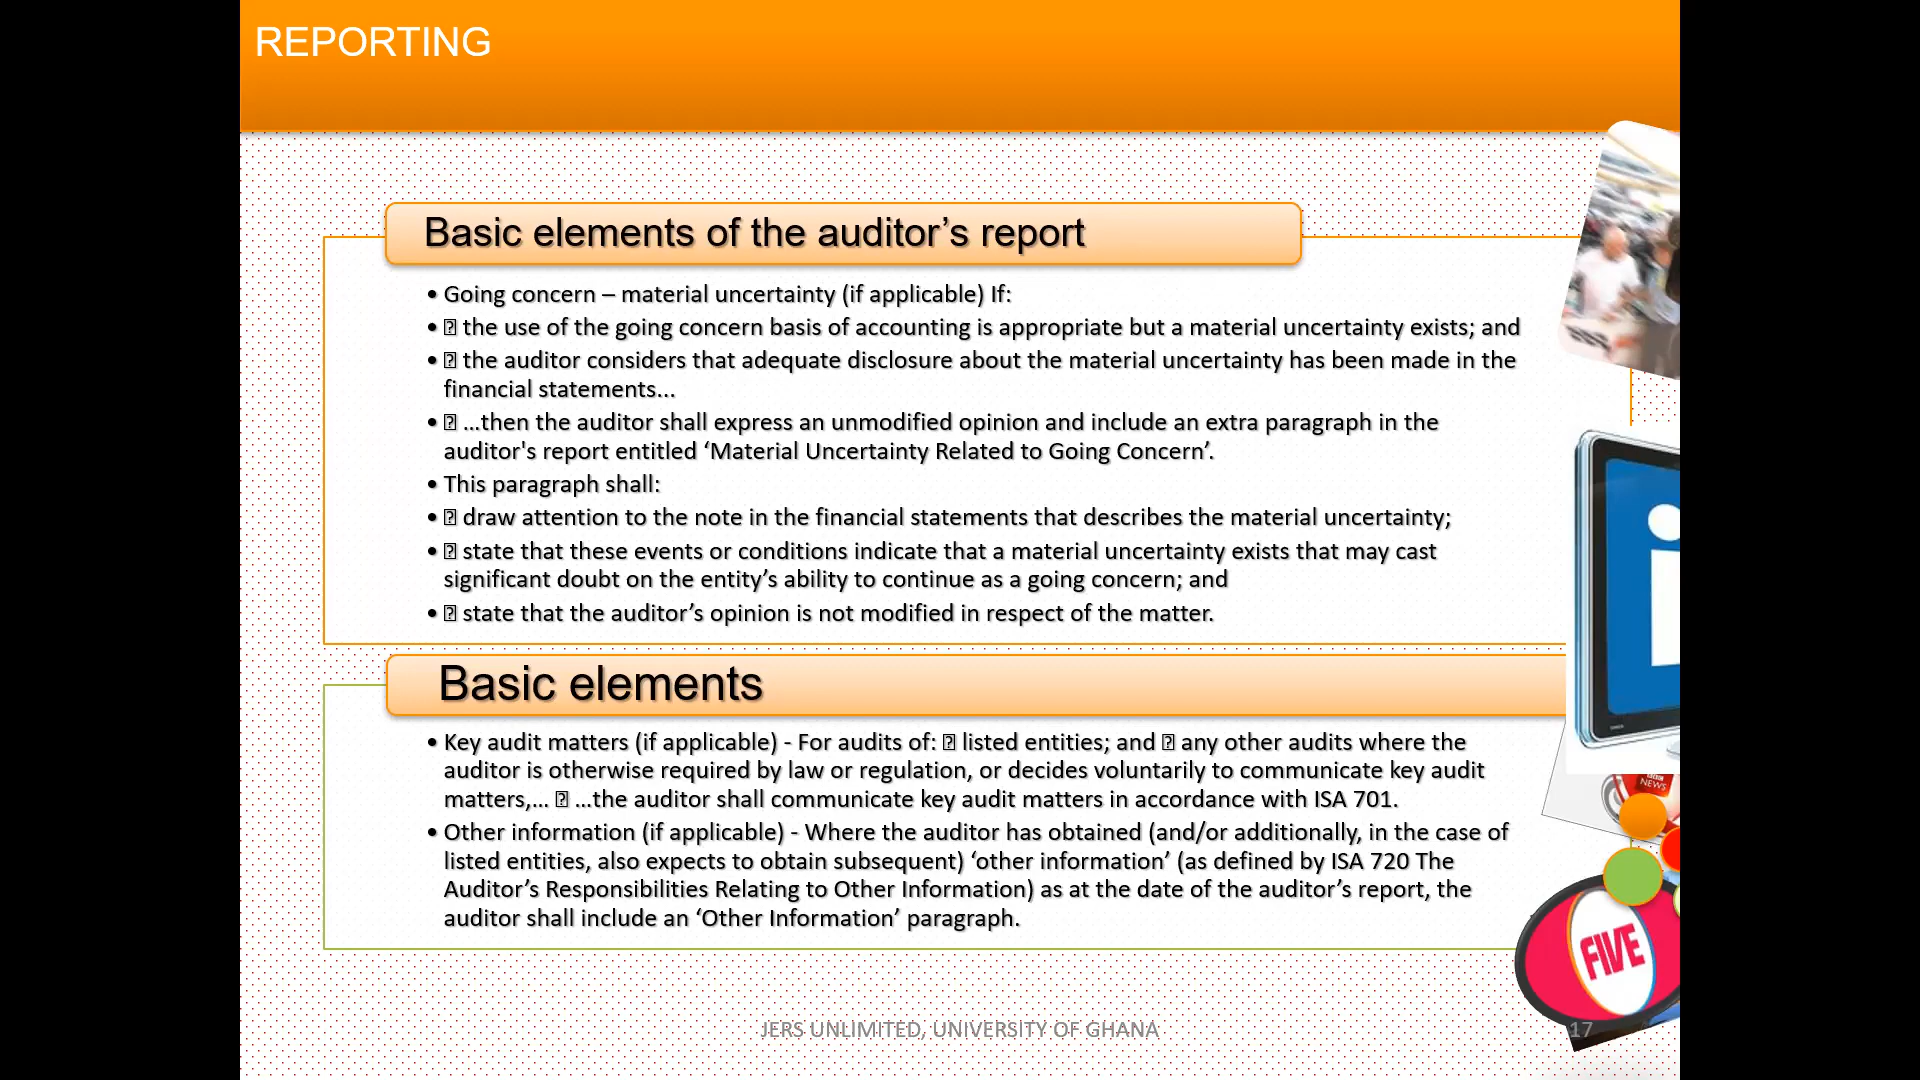 REPORTING
Basic elements of the auditor’s report
• Going concern – material uncertainty (if applicable) If:
• the use of the going concern basis of accounting is appropriate but a material uncertainty exists; and
• the auditor considers that adequate disclosure about the material uncertainty has been made in the
financial statements...
• ...then the auditor shall express an unmodified opinion and include an extra paragraph in the
auditor's report entitled ‘Material Uncertainty Related to Going Concern’.
• This paragraph shall:
• draw attention to the note in the financial statements that describes the material uncertainty;
• state that these events or conditions indicate that a material uncertainty exists that may cast
significant doubt on the entity’s ability to continue as a going concern; and
• state that the auditor’s opinion is not modified in respect of the matter.
Basic elements
• Key audit matters (if applicable) - For audits of: listed entities; and any other audits where the
auditor is otherwise required by law or regulation, or decides voluntarily to communicate key audit
matters,... ...the auditor shall communicate key audit matters in accordance with ISA 701.
• Other information (if applicable) - Where the auditor has obtained (and/or additionally, in the case of
listed entities, also expects to obtain subsequent) ‘other information’ (as defined by ISA 720 The
Auditor’s Responsibilities Relating to Other Information) as at the date of the auditor’s report, the
auditor shall include an ‘Other Information’ paragraph.
NEWS
FIVE
JERS UNLIMITED, UNIVERSITY OF GHANA
17